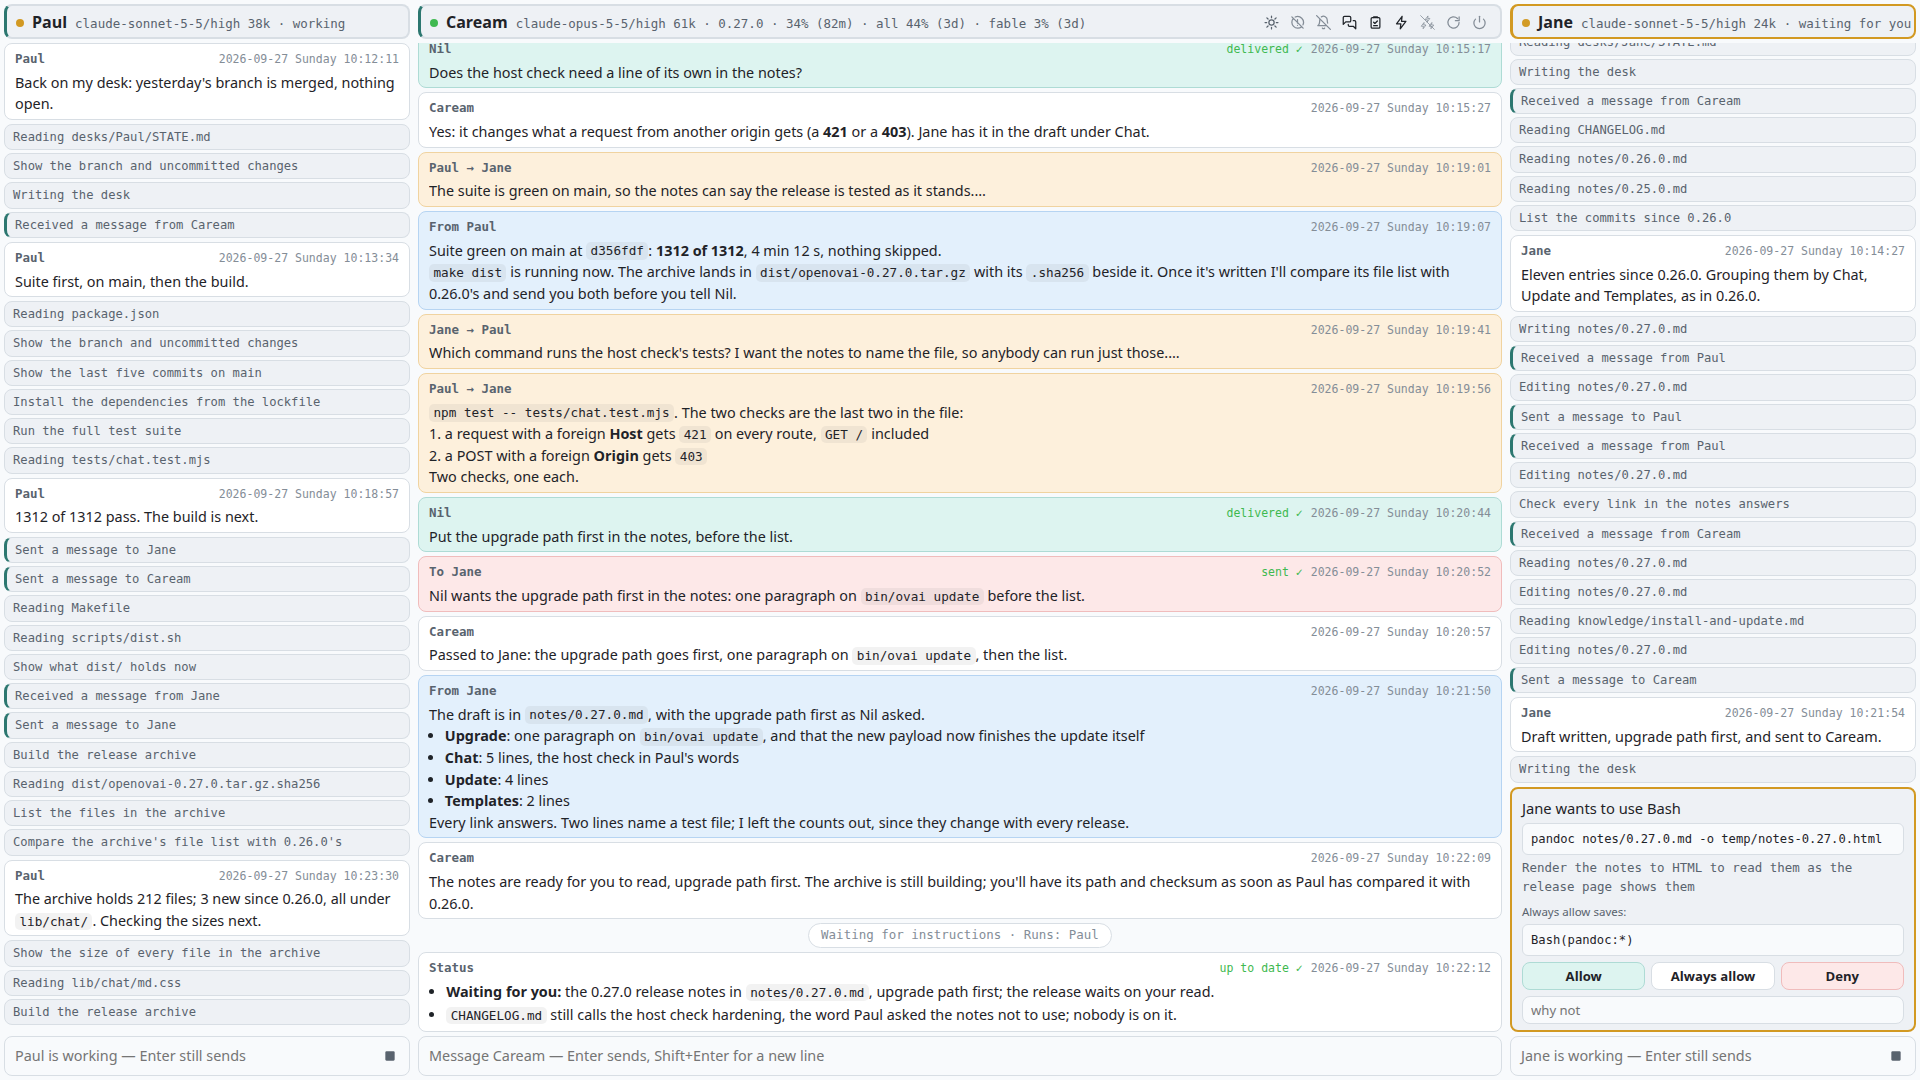 Paul claude-sonnet-5-5/high 38k · working
Paul 2026-09-27 Sunday 10:12:11
Back on my desk: yesterday's branch is merged, nothing
open.
Reading desks/Paul/STATE.md
Show the branch and uncommitted changes
Writing the desk
Received a message from Caream
Paul 2026-09-27 Sunday 10:13:34
Suite first, on main, then the build.
Reading package.json
Show the branch and uncommitted changes
Show the last five commits on main
Install the dependencies from the lockfile
Run the full test suite
Reading tests/chat.test.mjs
Paul 2026-09-27 Sunday 10:18:57
1312 of 1312 pass. The build is next.
Sent a message to Jane
Sent a message to Caream
Reading Makefile
Reading scripts/dist.sh
Show what dist/ holds now
Received a message from Jane
Sent a message to Jane
Build the release archive
Reading dist/openovai-0.27.0.tar.gz.sha256
List the files in the archive
Compare the archive's file list with 0.26.0's
Paul 2026-09-27 Sunday 10:23:30
The archive holds 212 files; 3 new since 0.26.0, all under
lib/chat/. Checking the sizes next.
Show the size of every file in the archive
Reading lib/chat/md.css
Build the release archive
Paul is working — Enter still sends
Caream claude-opus-5-5/high 61k · 0.27.0 · 34% (82m) · all 44% (3d) · fable 3% (3d)
Nil delivered ✓ 2026-09-27 Sunday 10:15:17
Does the host check need a line of its own in the notes?
Caream 2026-09-27 Sunday 10:15:27
Yes: it changes what a request from another origin gets (a 421 or a 403). Jane has it in the draft under Chat.
Paul → Jane 2026-09-27 Sunday 10:19:01
The suite is green on main, so the notes can say the release is tested as it stands....
From Paul 2026-09-27 Sunday 10:19:07
Suite green on main at d356fdf: 1312 of 1312, 4 min 12 s, nothing skipped.
make dist is running now. The archive lands in dist/openovai-0.27.0.tar.gz with its .sha256 beside it. Once it's written I'll compare its file list with
0.26.0's and send you both before you tell Nil.
Jane → Paul 2026-09-27 Sunday 10:19:41
Which command runs the host check's tests? I want the notes to name the file, so anybody can run just those....
Paul → Jane 2026-09-27 Sunday 10:19:56
npm test -- tests/chat.test.mjs. The two checks are the last two in the file:
1. a request with a foreign Host gets 421 on every route, GET / included
2. a POST with a foreign Origin gets 403
Two checks, one each.
Nil delivered ✓ 2026-09-27 Sunday 10:20:44
Put the upgrade path first in the notes, before the list.
To Jane sent ✓ 2026-09-27 Sunday 10:20:52
Nil wants the upgrade path first in the notes: one paragraph on bin/ovai update before the list.
Caream 2026-09-27 Sunday 10:20:57
Passed to Jane: the upgrade path goes first, one paragraph on bin/ovai update, then the list.
From Jane 2026-09-27 Sunday 10:21:50
The draft is in notes/0.27.0.md, with the upgrade path first as Nil asked.
• Upgrade: one paragraph on bin/ovai update, and that the new payload now finishes the update itself
• Chat: 5 lines, the host check in Paul's words
• Update: 4 lines
• Templates: 2 lines
Every link answers. Two lines name a test file; I left the counts out, since they change with every release.
Caream 2026-09-27 Sunday 10:22:09
The notes are ready for you to read, upgrade path first. The archive is still building; you'll have its path and checksum as soon as Paul has compared it with
0.26.0.
Waiting for instructions · Runs: Paul
Status up to date ✓ 2026-09-27 Sunday 10:22:12
• Waiting for you: the 0.27.0 release notes in notes/0.27.0.md, upgrade path first; the release waits on your read.
• CHANGELOG.md still calls the host check hardening, the word Paul asked the notes not to use; nobody is on it.
Message Caream — Enter sends, Shift+Enter for a new line
Jane claude-sonnet-5-5/high 24k · waiting for you
Reading desks/Jane/STATE.md
Writing the desk
Received a message from Caream
Reading CHANGELOG.md
Reading notes/0.26.0.md
Reading notes/0.25.0.md
List the commits since 0.26.0
Jane 2026-09-27 Sunday 10:14:27
Eleven entries since 0.26.0. Grouping them by Chat,
Update and Templates, as in 0.26.0.
Writing notes/0.27.0.md
Received a message from Paul
Editing notes/0.27.0.md
Sent a message to Paul
Received a message from Paul
Editing notes/0.27.0.md
Check every link in the notes answers
Received a message from Caream
Reading notes/0.27.0.md
Editing notes/0.27.0.md
Reading knowledge/install-and-update.md
Editing notes/0.27.0.md
Sent a message to Caream
Jane 2026-09-27 Sunday 10:21:54
Draft written, upgrade path first, and sent to Caream.
Writing the desk
Jane wants to use Bash
pandoc notes/0.27.0.md -o temp/notes-0.27.0.html
Render the notes to HTML to read them as the
release page shows them
Always allow saves:
Bash(pandoc:*)
Allow Always allow Deny
why not
Jane is working — Enter still sends